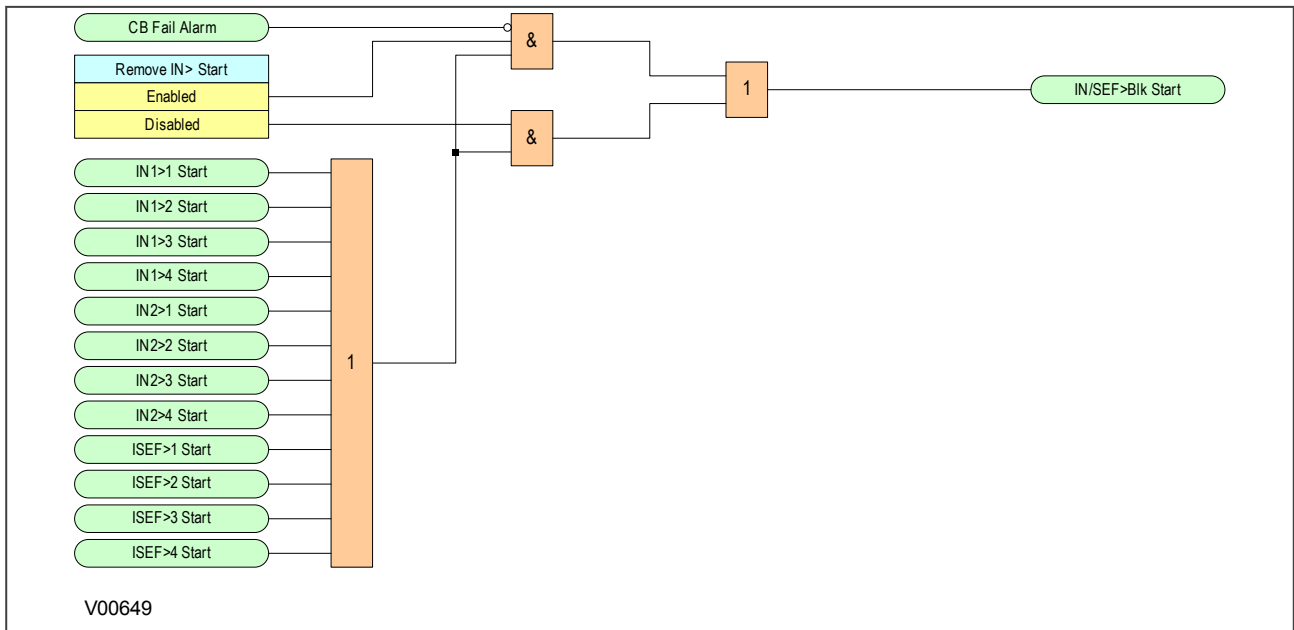 CB Fail Alarm
&
Remove IN> Start
Enabled
Disabled
1
IN/SEF>Blk Start
&
IN1>1 Start
IN1>2 Start
IN1>3 Start
IN1>4 Start
IN2>1 Start
IN2>2 Start
IN2>3 Start
1
IN2>4 Start
ISEF>1 Start
ISEF>2 Start
ISEF>3 Start
ISEF>4 Start
V00649